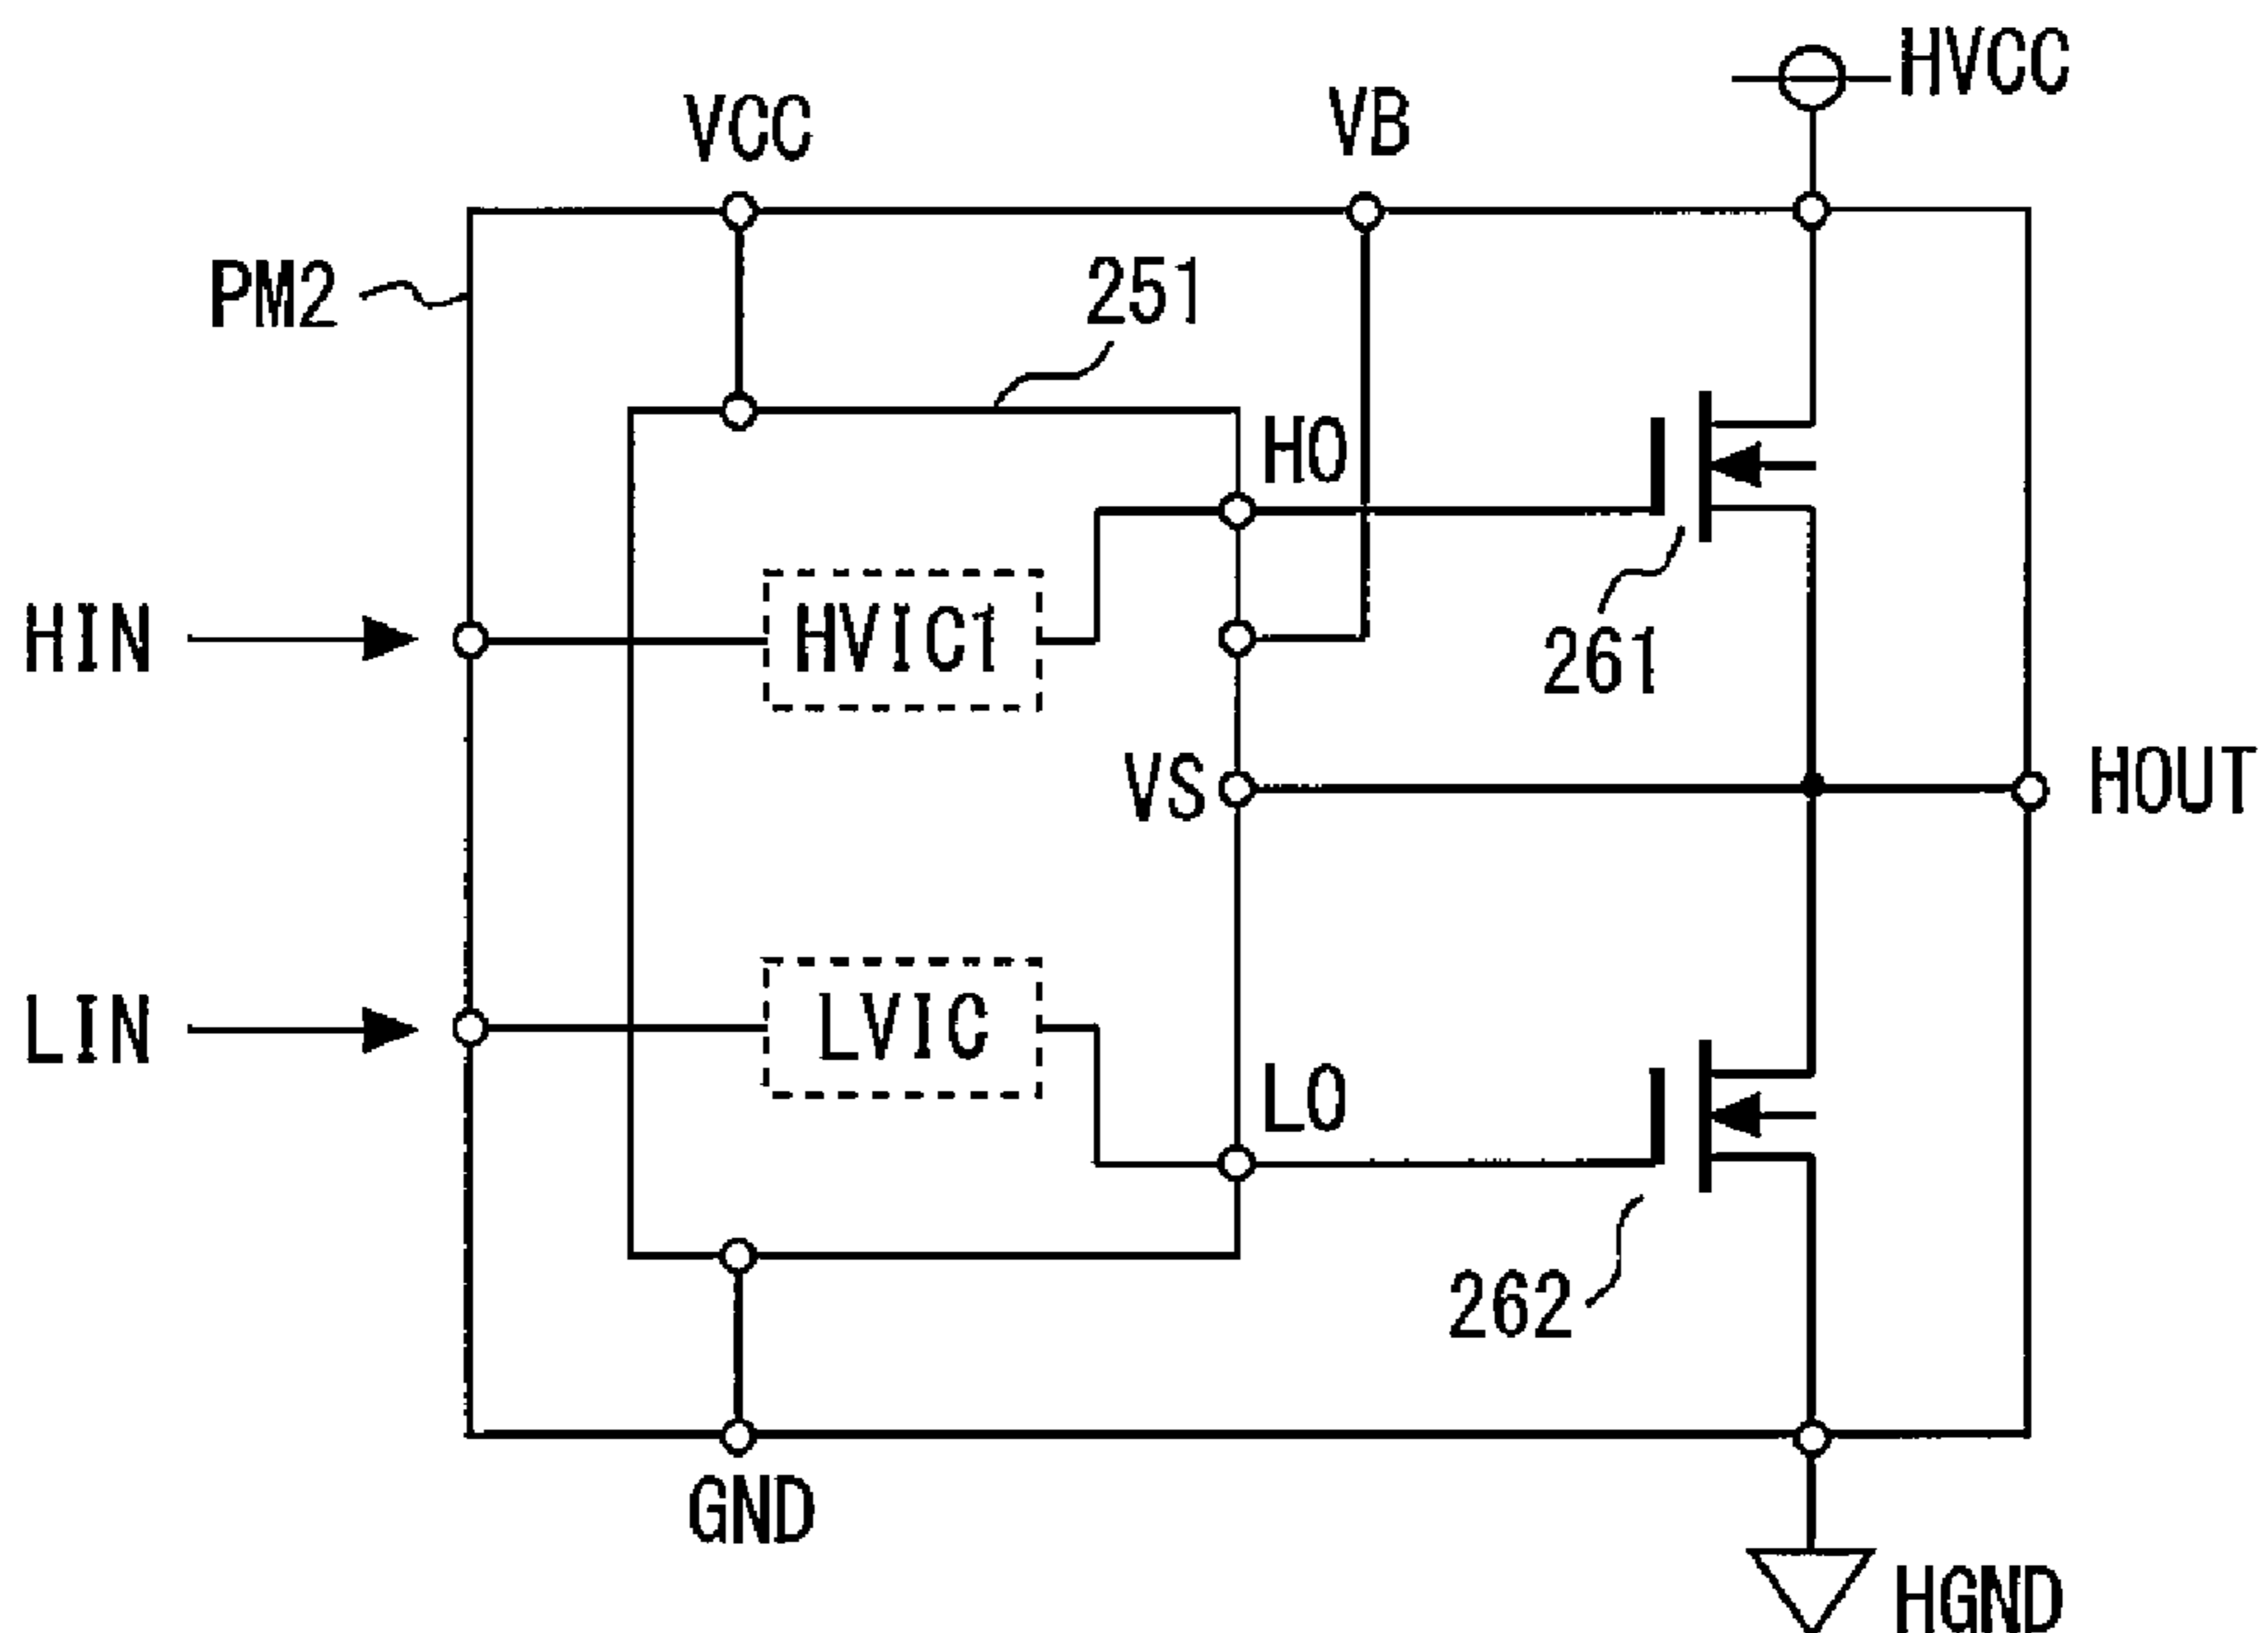 HVCC
VCC
VB
PM2
251
HO
HIN
HVIC1
261
VS
HOUT
LIN
LVIC
LO
262
GND
HGND